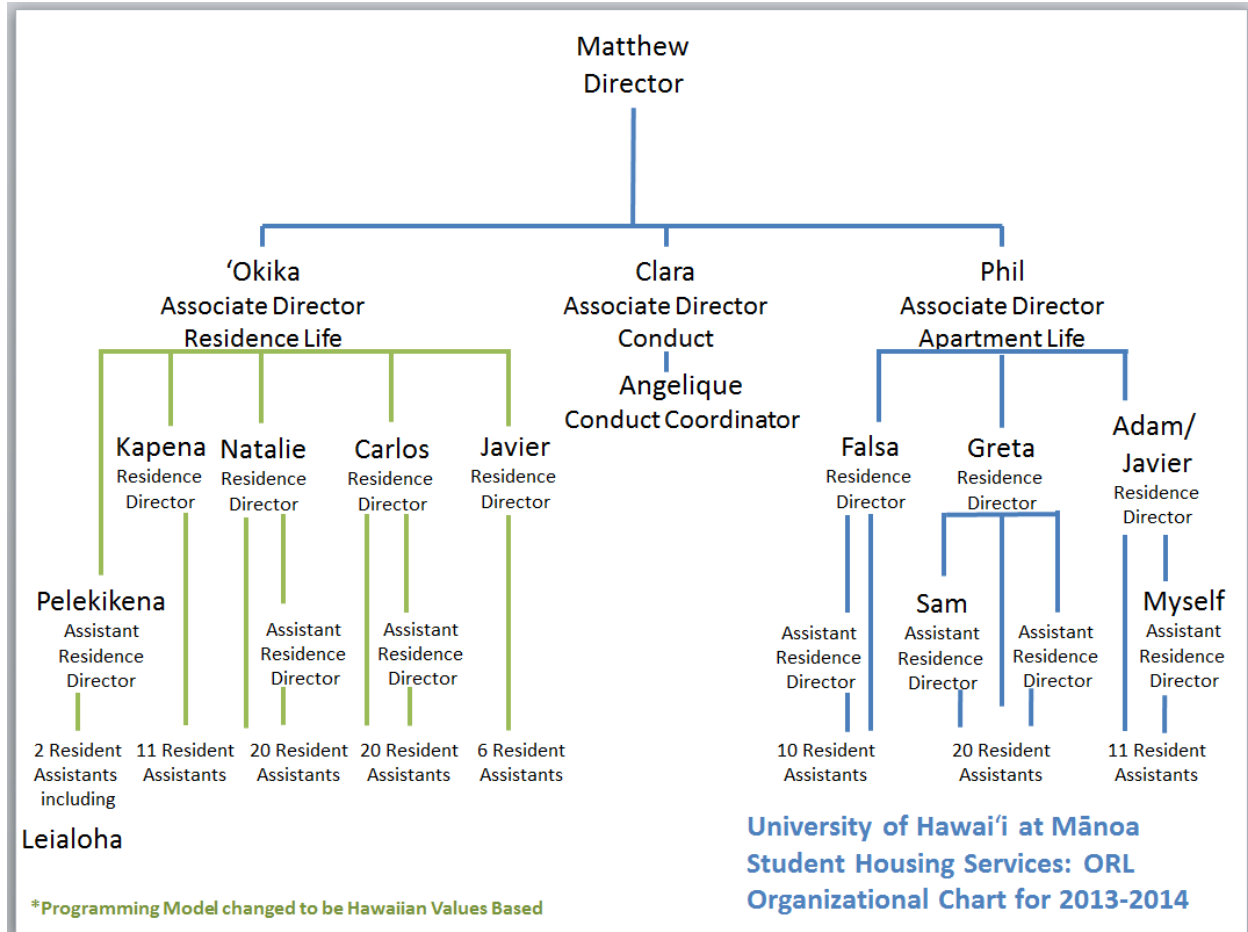 Matthew
Director
‘Okika
Associate Director
Residence Life
Clara
Associate Director
Conduct
Angelique
Conduct Coordinator
Phil
Associate Director
Apartment Life
Kapena
Residence
Director
Natalie
Residence
Director
Carlos
Residence
Director
Javier
Residence
Director
Falsa
Residence
Director
Greta
Residence
Director
Adam/
Javier
Residence
Director
Pelekikena
Assistant
Residence
Director
Assistant
Residence
Director
Assistant
Residence
Director
Assistant
Residence
Director
Sam
Assistant
Residence
Director
Assistant
Residence
Director
Myself
Assistant
Residence
Director
2 Resident
Assistants
including
Leialoha
11 Resident
Assistants
20 Resident
Assistants
20 Resident
Assistants
6 Resident
Assistants
10 Resident
Assistants
20 Resident
Assistants
11 Resident
Assistants
University of Hawai‘i at Mānoa
Student Housing Services: ORL
Organizational Chart for 2013-2014
*Programming Model changed to be Hawaiian Values Based